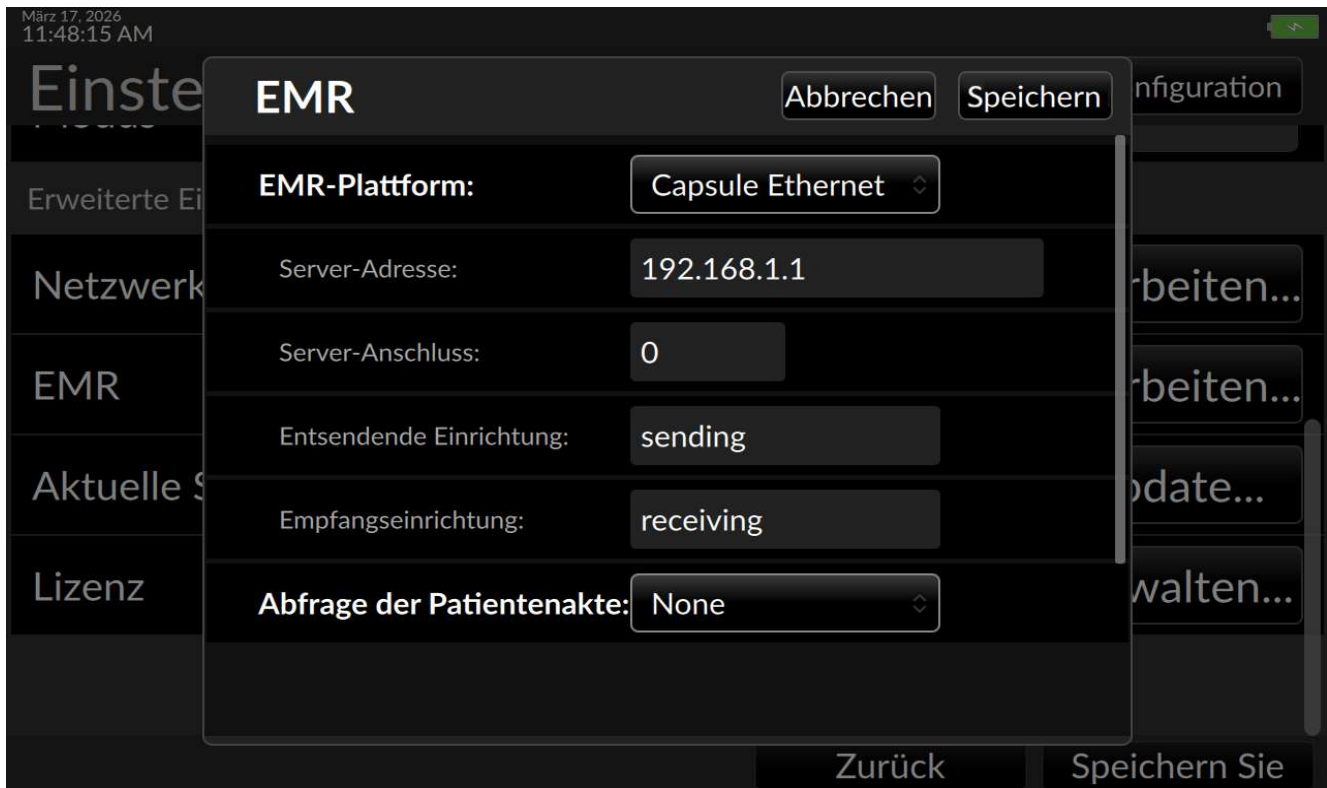 März 17, 2026
11:48:15 AM
Einste
nfiguration
EMR
Abbrechen
Speichern
EMR-Plattform:
Capsule Ethernet
Erweiterte Ei
Server-Adresse:
192.168.1.1
Netzwerk
rbeiten...
Server-Anschluss:
0
EMR
rbeiten...
Entsendende Einrichtung:
sending
Aktuelle S
pdate...
Empfangseinrichtung:
receiving
Lizenz
walten...
Abfrage der Patientenakte:
None
Zurück
Speichern Sie